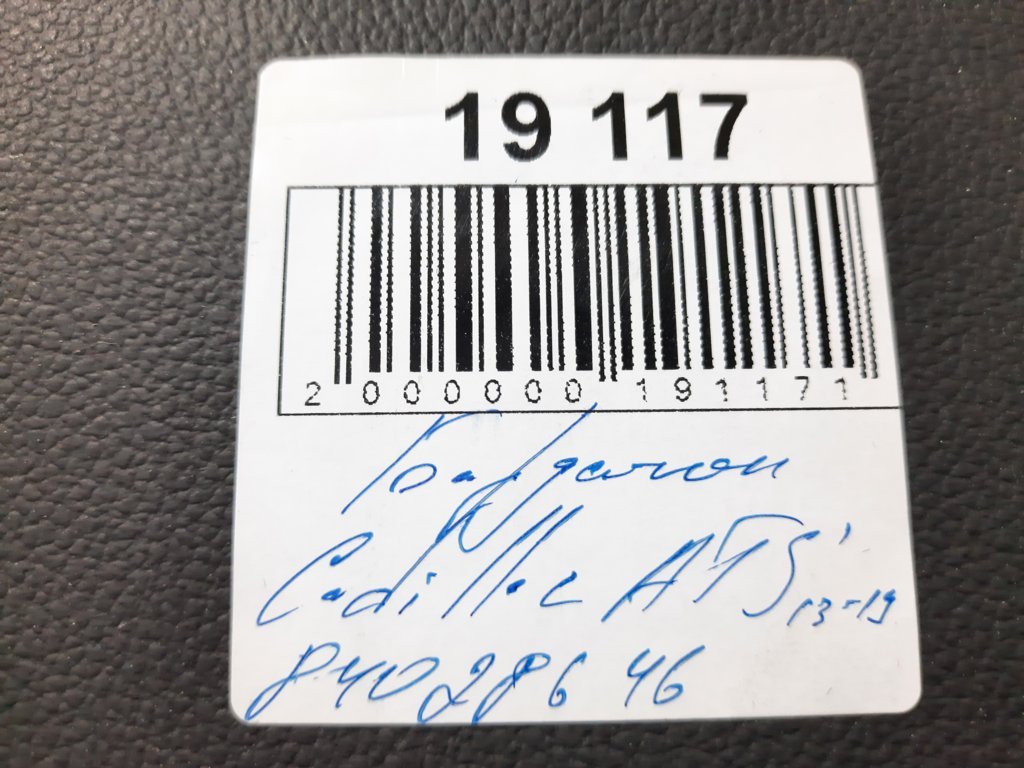 19 117
2 000000 191171
Бардачок
Cadillac ATS 13-19
84028646